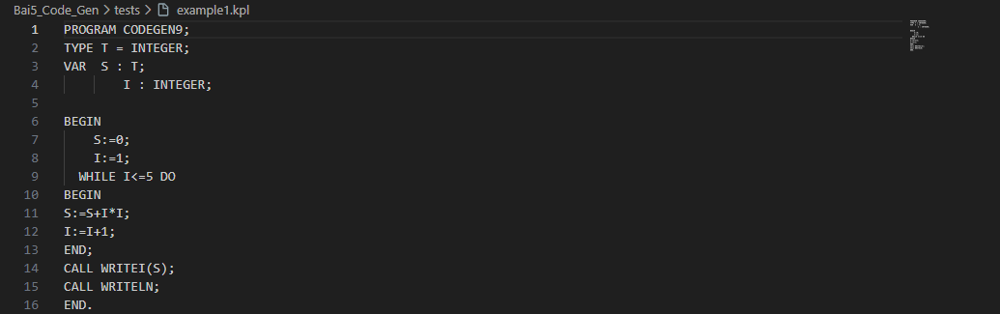 Bai5_Code_Gen > tests > example1.kpl
1 PROGRAM CODEGEN9;
2 TYPE T = INTEGER;
3 VAR  S : T;
4         I : INTEGER;
5
6 BEGIN
7     S:=0;
8     I:=1;
9   WHILE I<=5 DO
10 BEGIN
11 S:=S+I*I;
12 I:=I+1;
13 END;
14 CALL WRITEI(S);
15 CALL WRITELN;
16 END.